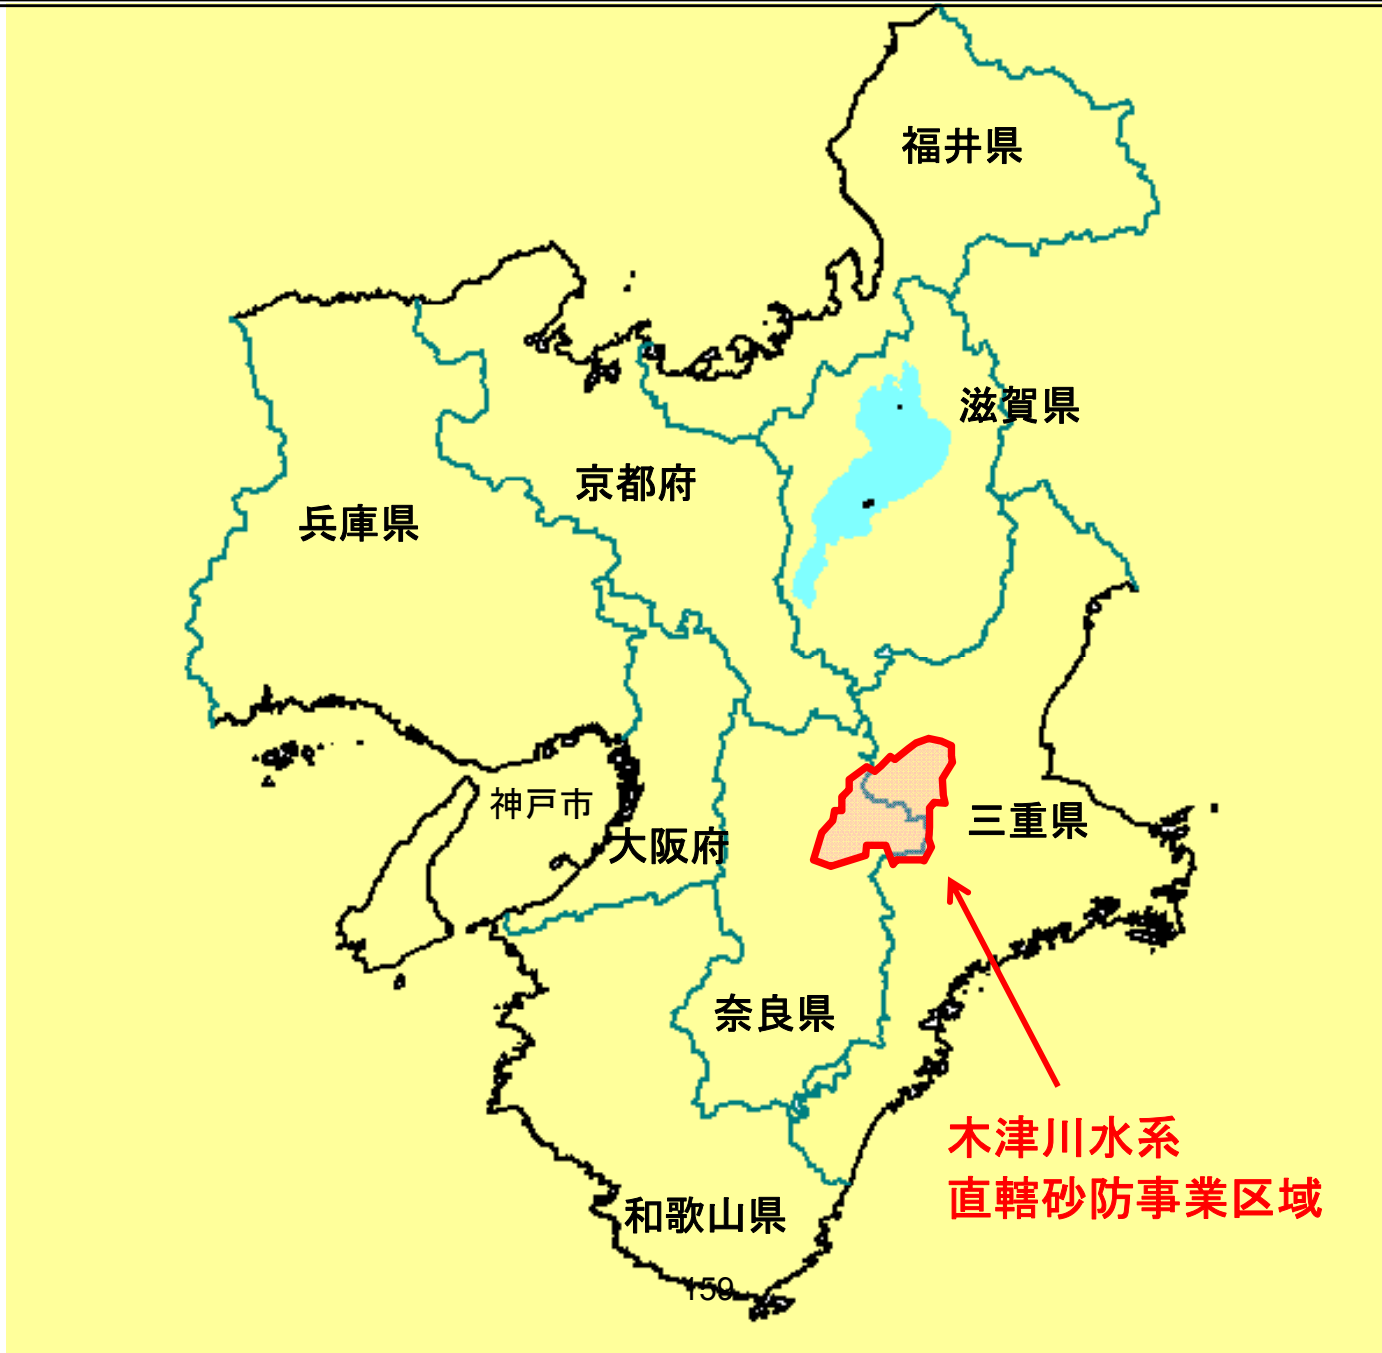 福井県
滋賀県
京都府
兵庫県
神戸市
三重県
大阪府
奈良県
木津川水系
直轄砂防事業区域
和歌山県
159